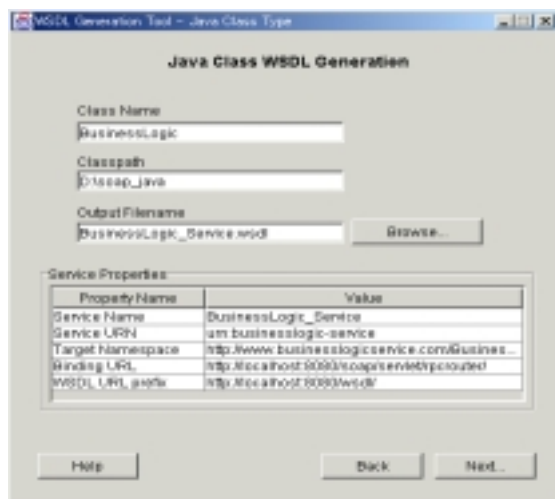 WSDL Generation Tool - Java Class Type
Java Class WSDL Generation
Class Name
BusinessLogic
Classpath
D:\soap_java
Output Filename
BusinessLogic_Service.wsdl Browse...
Service Properties
Property Name Value
Service Name BusinessLogic_Service
Service URN urn:businesslogic-service
Target Namespace http://www.businesslogicservice.com/Busines...
Binding URL http://localhost:8080/soap/servlet/rpcrouter/
WSDL URL prefix http://localhost:8080/wsdl/
Help Back Next...